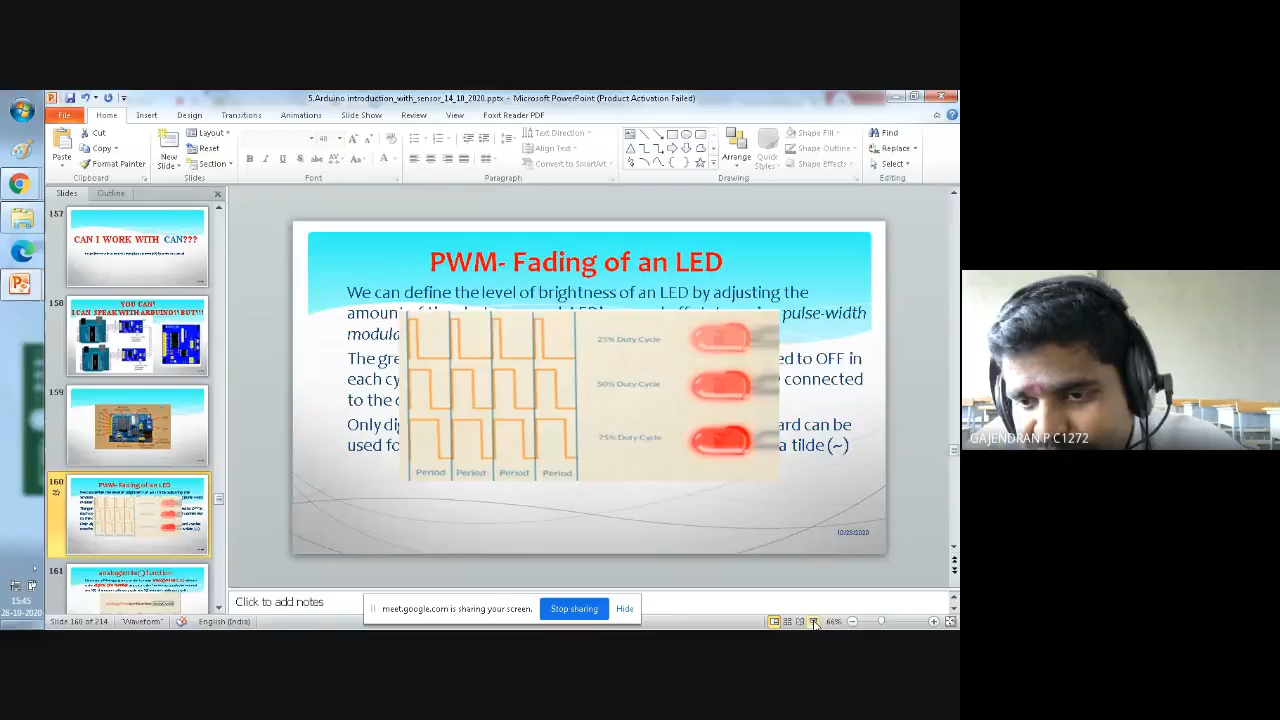 5.Arduino introduction_with_sensor_14_10_2020.pptx - Microsoft PowerPoint (Product Activation Failed)
File Home Insert Design Transitions Animations Slide Show Review View Foxit Reader PDF
Paste
Cut
Copy
Format Painter
Clipboard
New Slide
Layout
Reset
Section
Slides
48
Font
Text Direction
Align Text
Convert to SmartArt
Paragraph
Arrange
Quick Styles
Shape Fill
Shape Outline
Shape Effects
Drawing
Find
Replace
Select
Editing
Slides Outline
157
CAN I WORK WITH CAN???
158
YOU CAN!
I CAN SPEAK WITH ARDUINO!! BUT!!!
159
160
PWM- Fading of an LED
161
analogWrite() function
PWM- Fading of an LED
We can define the level of brightness of an LED by adjusting the
pulse-width
The gre ed to OFF in
each cy connected
to the
Only dig ard can be
used fo a tilde (~)
25% Duty Cycle
50% Duty Cycle
75% Duty Cycle
Period Period Period Period
10/28/2020
Click to add notes
meet.google.com is sharing your screen. Stop sharing Hide
Slide 160 of 214 "Waveform" English (India) 66%
15:45
28-10-2020
GAJENDRAN P C1272